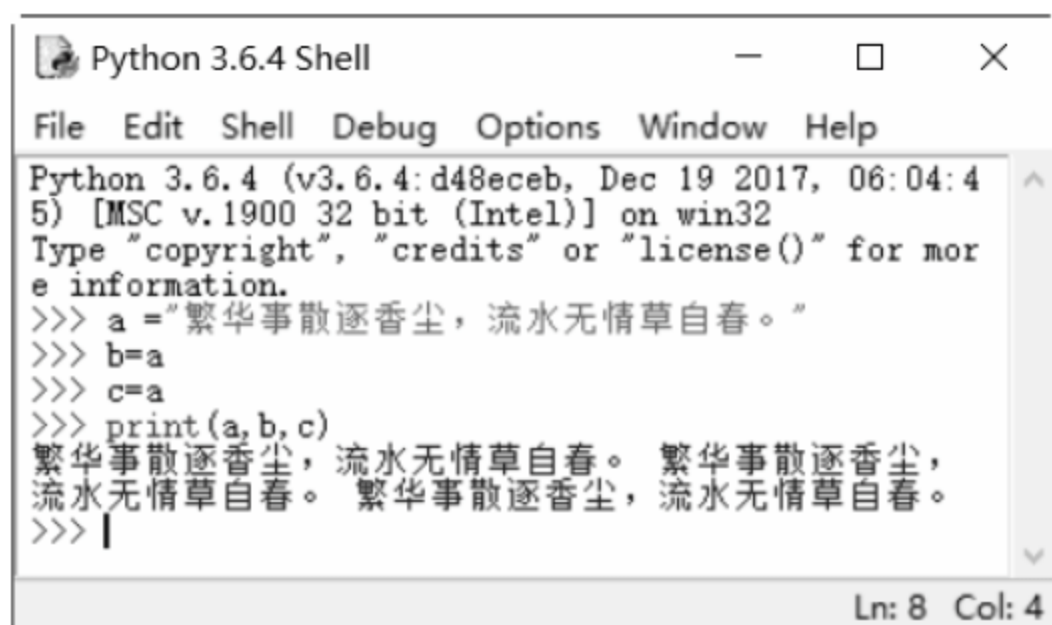 Python 3.6.4 Shell
File Edit Shell Debug Options Window Help
Python 3.6.4 (v3.6.4:d48eceb, Dec 19 2017, 06:04:4
5) [MSC v.1900 32 bit (Intel)] on win32
Type "copyright", "credits" or "license()" for mor
e information.
>>> a ="繁华事散逐香尘，流水无情草自春。"
>>> b=a
>>> c=a
>>> print(a,b,c)
繁华事散逐香尘，流水无情草自春。 繁华事散逐香尘，
流水无情草自春。 繁华事散逐香尘，流水无情草自春。
>>>
Ln: 8 Col: 4